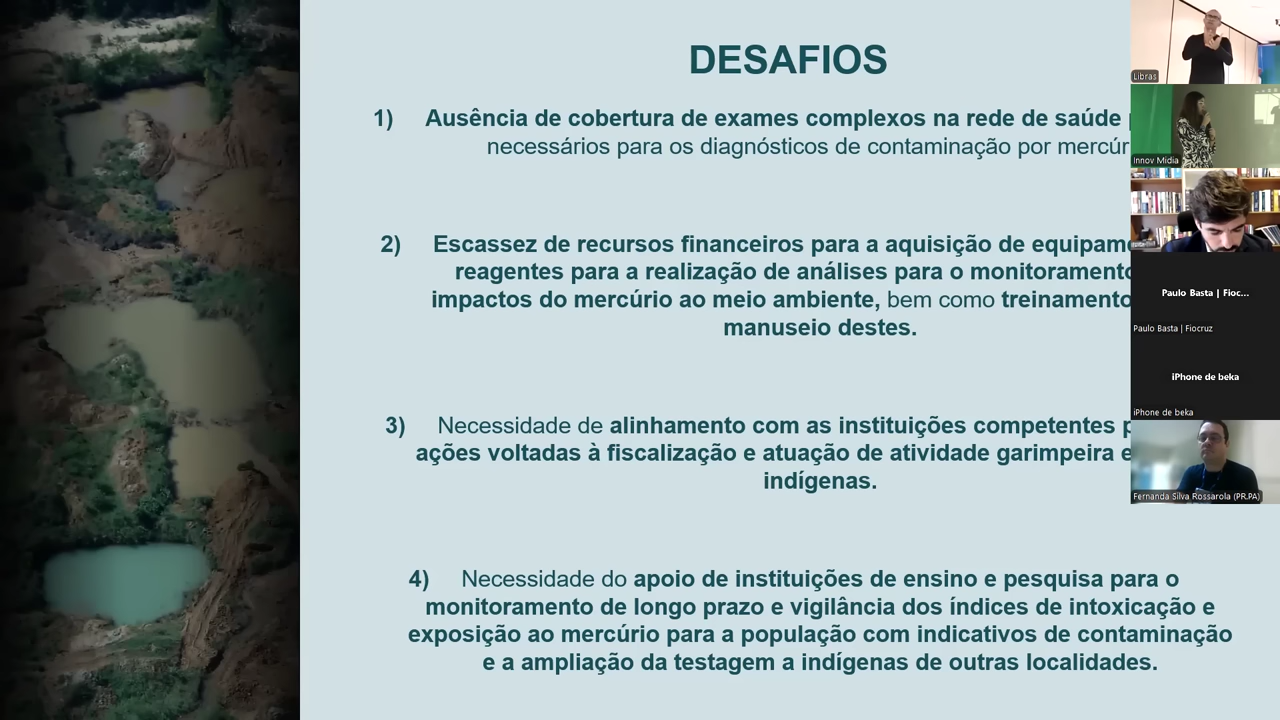 DESAFIOS
1) Ausência de cobertura de exames complexos na rede de saúde
necessários para os diagnósticos de contaminação por
2) Escassez de recursos financeiros para a aquisição de
reagentes para a realização de análises para o monitoramento
impactos do mercúrio ao meio ambiente, bem como treinamento
manuseio destes.
3) Necessidade de alinhamento com as instituições competentes
ações voltadas à fiscalização e atuação de atividade garimpeira
indígenas.
4) Necessidade do apoio de instituições de ensino e pesquisa para o
monitoramento de longo prazo e vigilância dos índices de intoxicação e
exposição ao mercúrio para a população com indicativos de contaminação
e a ampliação da testagem a indígenas de outras localidades.
Libras
Innov Midia
Paulo Basta | Fioc...
Paulo Basta | Fiocruz
iPhone de beka
iPhone de beka
Fernanda Silva Rossarola (PR.PA)